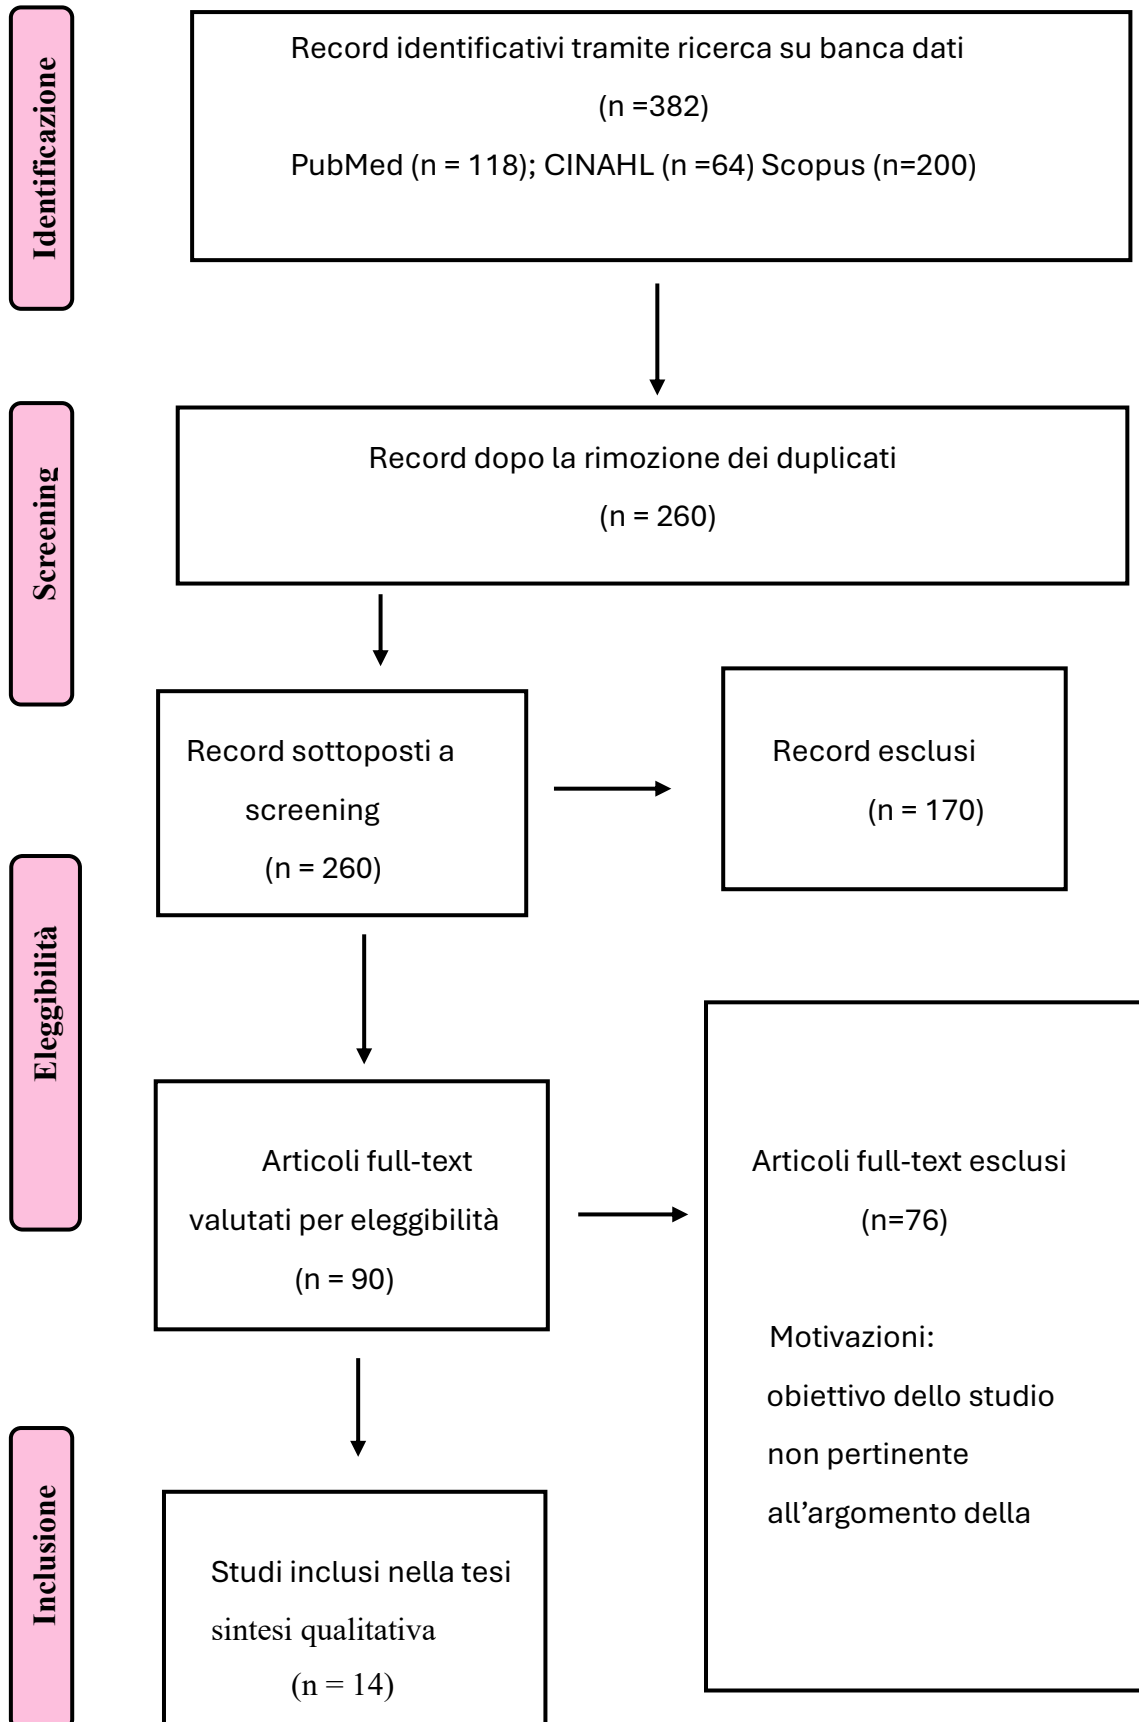 Identificazione
Record identificativi tramite ricerca su banca dati
(n =382)
PubMed (n = 118); CINAHL (n =64) Scopus (n=200)
Screening
Record dopo la rimozione dei duplicati
(n = 260)
Record sottoposti a
screening
(n = 260)
Record esclusi
(n = 170)
Eleggibilità
Articoli full-text
valutati per eleggibilità
(n = 90)
Articoli full-text esclusi
(n=76)
Motivazioni:
obiettivo dello studio
non pertinente
all’argomento della
Inclusione
Studi inclusi nella tesi
sintesi qualitativa
(n = 14)